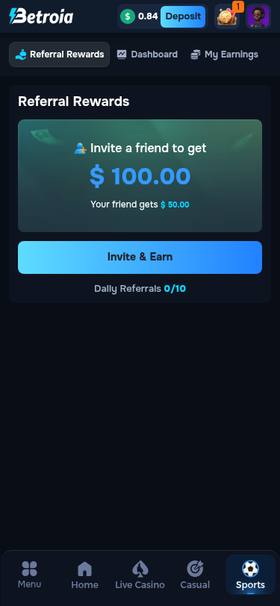 Betroia
$ 0.84 Deposit
1
Referral Rewards Dashboard My Earnings
Referral Rewards
Invite a friend to get
$ 100.00
Your friend gets $ 50.00
Invite & Earn
Daily Referrals 0/10
Menu Home Live Casino Casual Sports